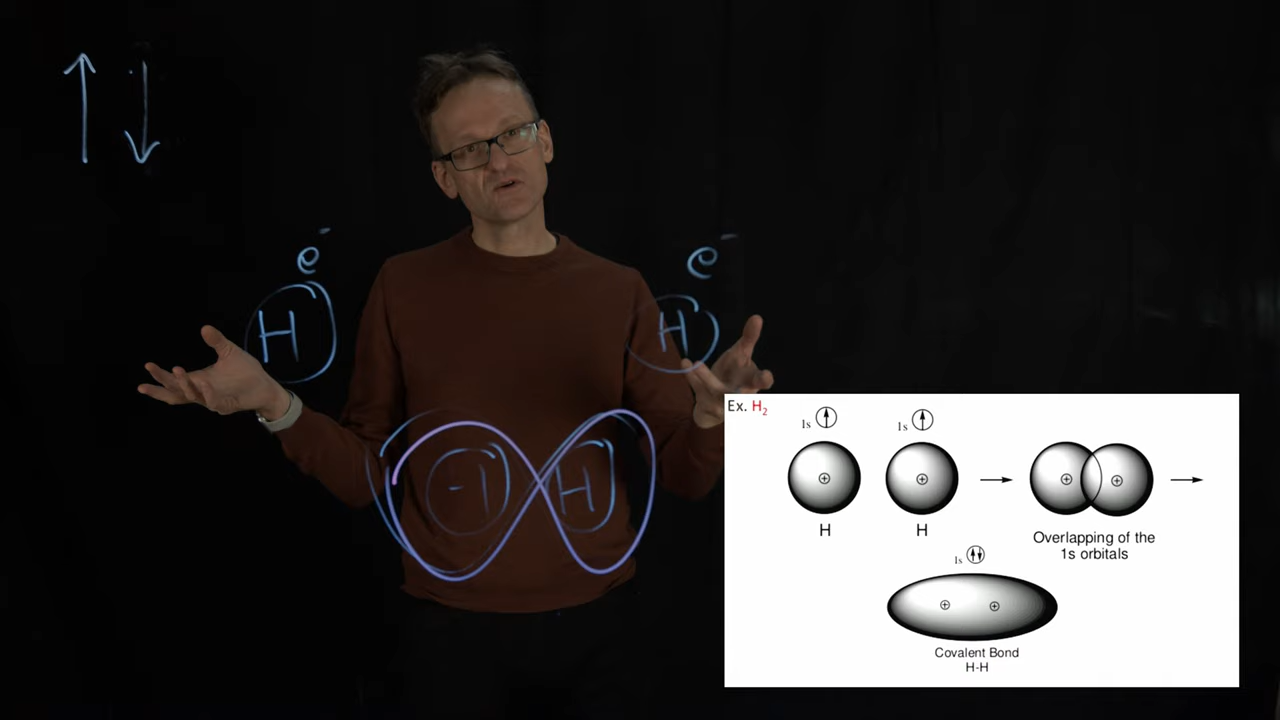 e⁻
e⁻
H
H
H
Ex. H₂
1s
1s
H
H
Overlapping of the
1s orbitals
1s
Covalent Bond
H-H